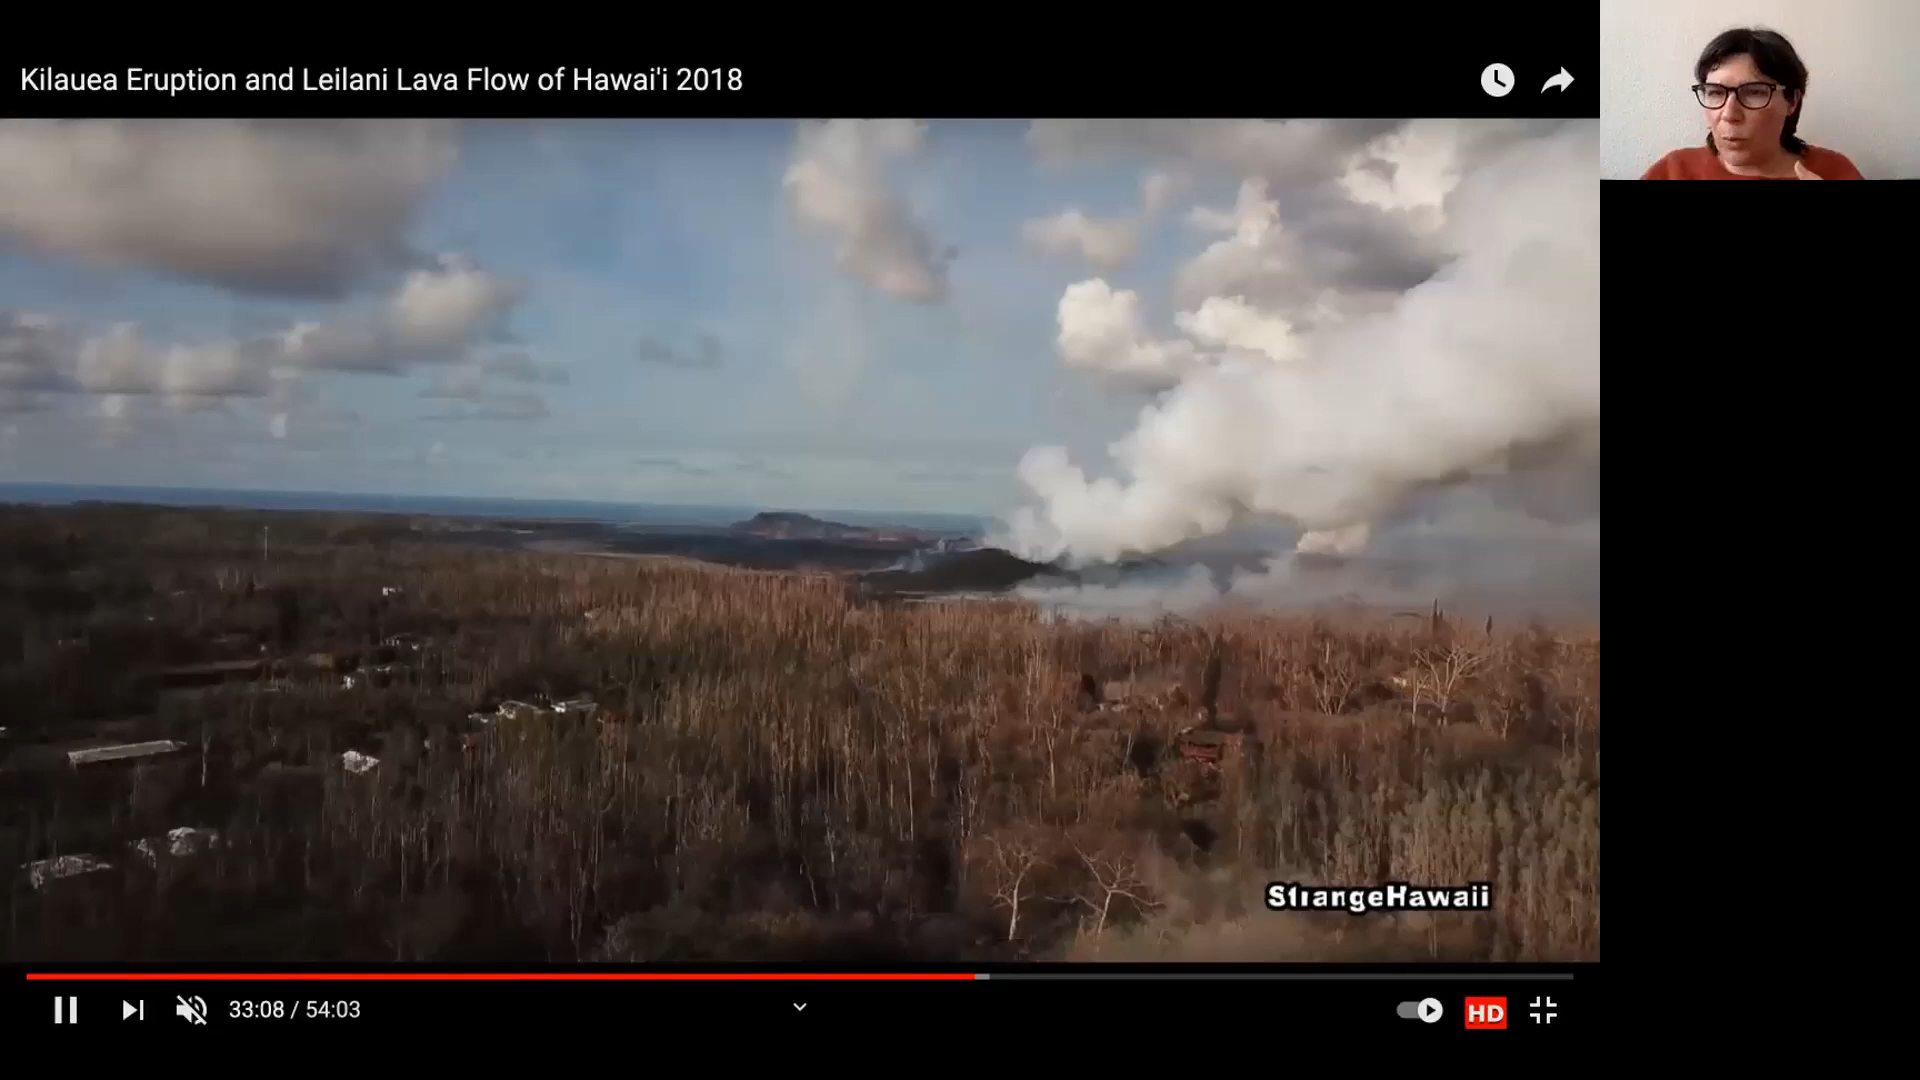 Kilauea Eruption and Leilani Lava Flow of Hawai'i 2018
StrangeHawaii
33:08 / 54:03
HD